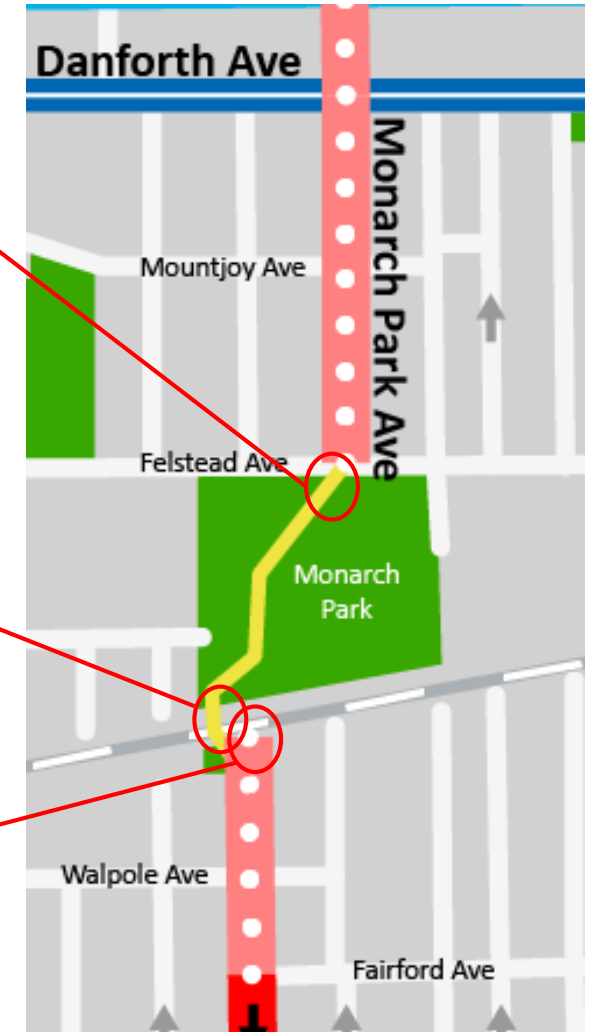 Danforth Ave
Monarch Park Ave
Mountjoy Ave
Felstead Ave
Monarch
Park
Walpole Ave
Fairford Ave